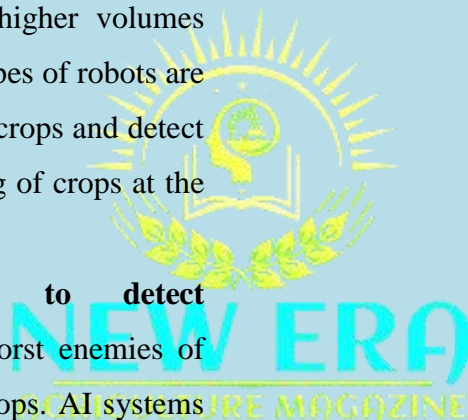 higher volumes
pes of robots are
crops and detect
g of crops at the
to detect
orst enemies of
ops. AI systems
NEW ERA
AGRICULTURE MAGAZINE